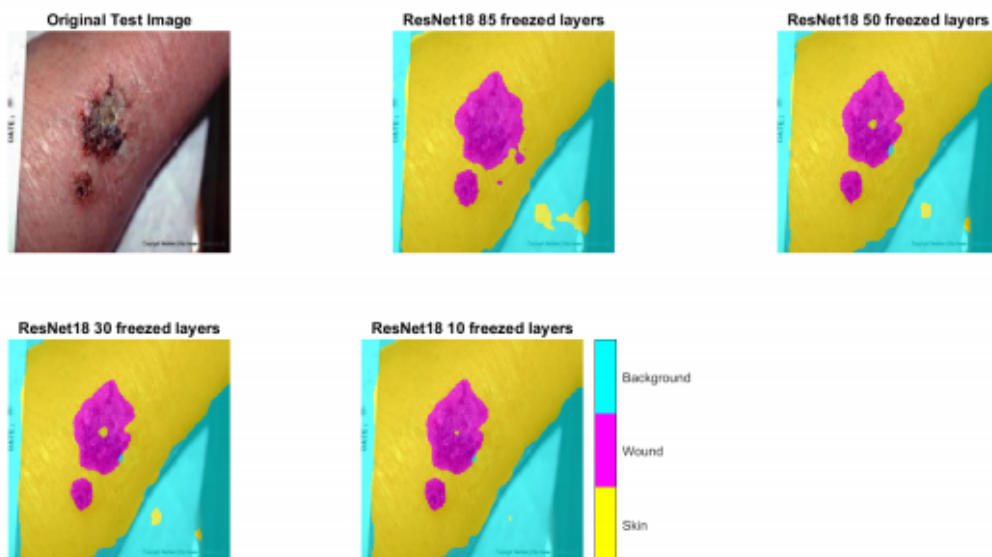 Original Test Image
ResNet18 85 freezed layers
ResNet18 50 freezed layers
DATE
ResNet18 30 freezed layers
ResNet18 10 freezed layers
Background
Wound
Skin